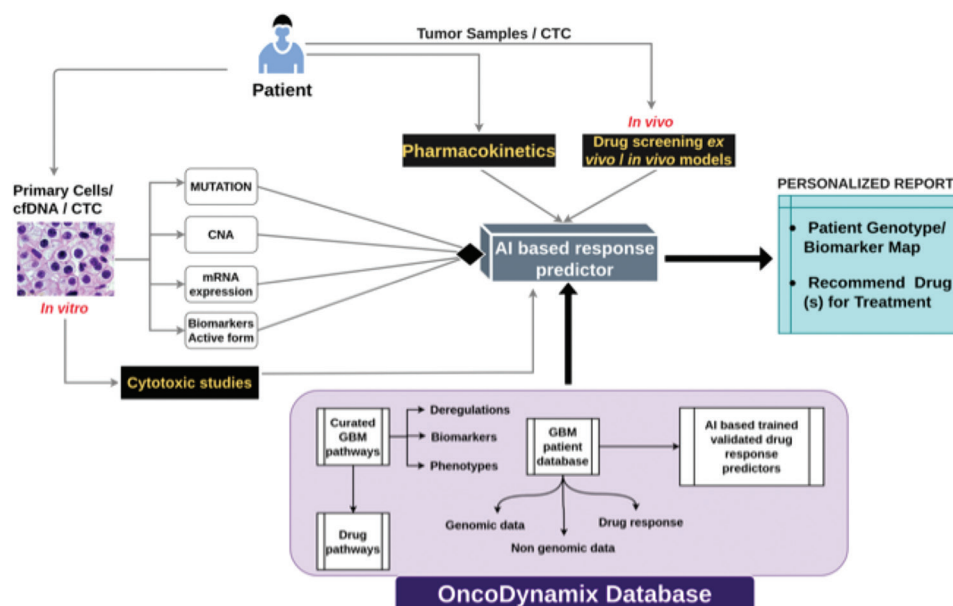 Tumor Samples / CTC
Patient
In vivo
Pharmacokinetics
Drug screening ex
vivo / in vivo models
Primary Cells/
cfDNA / CTC
In vitro
MUTATION
CNA
mRNA
expression
Biomarkers
Active form
Cytotoxic studies
AI based response
predictor
PERSONALIZED REPORT
• Patient Genotype/
Biomarker Map
• Recommend Drug
(s) for Treatment
Curated
GBM
pathways
Deregulations
Biomarkers
Phenotypes
Drug
pathways
GBM
patient
database
Genomic data
Non genomic data
Drug response
AI based trained
validated drug
response
predictors
OncoDynamix Database